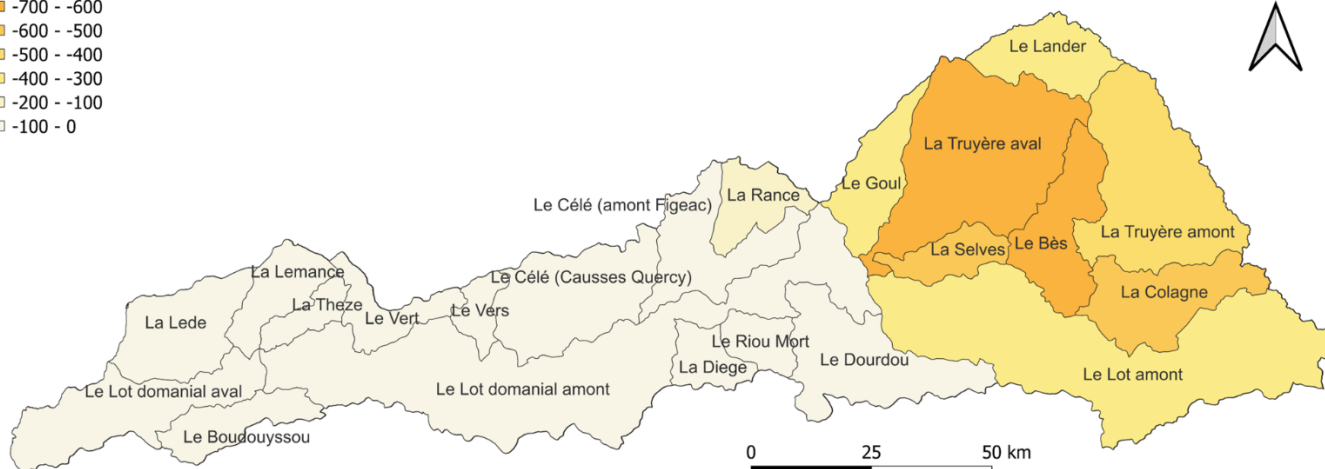 -700 - -600
-600 - -500
-500 - -400
-400 - -300
-200 - -100
-100 - 0
Le Lander
La Truyère aval
Le Goul
La Rance
Le Célé (amont Figeac)
La Truyère amont
La Selves
Le Bès
La Lemance
Le Célé (Causses Quercy)
La Colagne
La Theze
Le Vers
La Lede
Le Vert
Le Riou Mort
Le Dourdou
La Diege
Le Lot amont
Le Lot domanial aval
Le Lot domanial amont
Le Boudouyssou
0 25 50 km